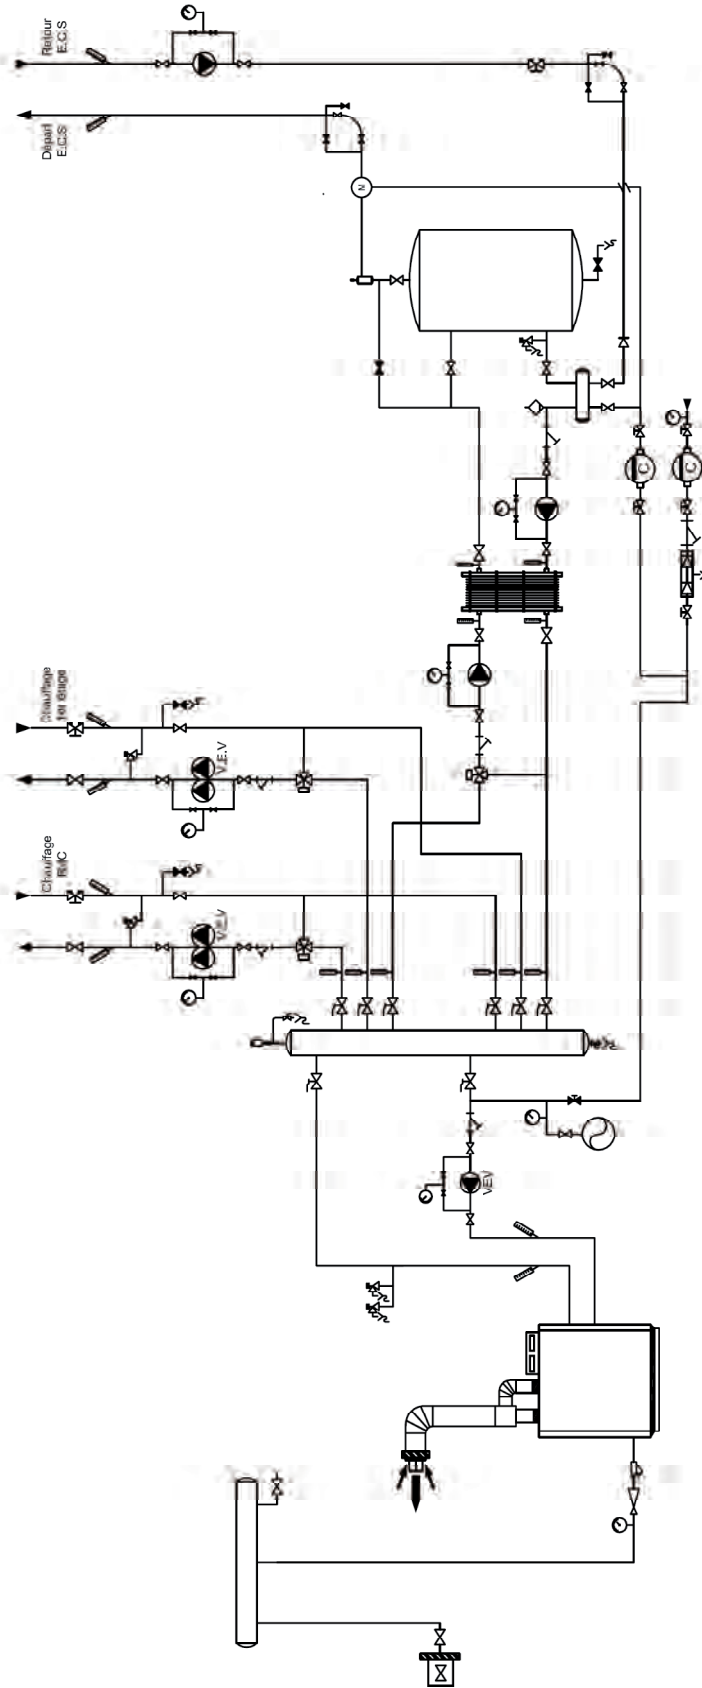 Retour
E.C.S
Départ
E.C.S
N
C
C
Chauffage
1er étage
V.E.V
Chauffage
RdC
V.E.V
VEV